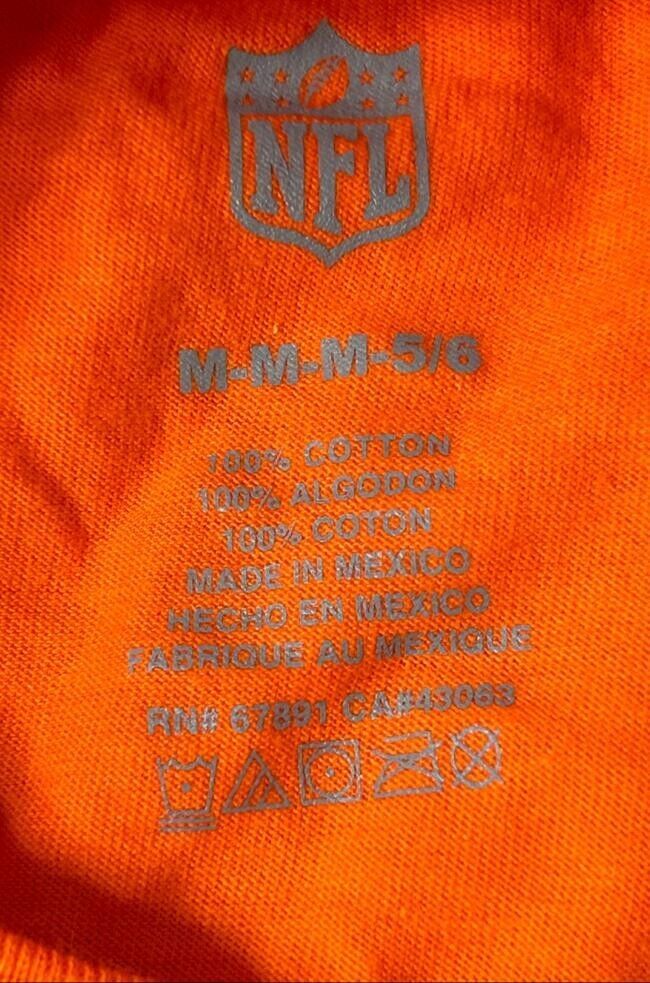 NFL
M-M-M-5/6
100% COTTON
100% ALGODON
100% COTON
MADE IN MEXICO
HECHO EN MEXICO
FABRIQUE AU MEXIQUE
RN# 67891 CA#43063